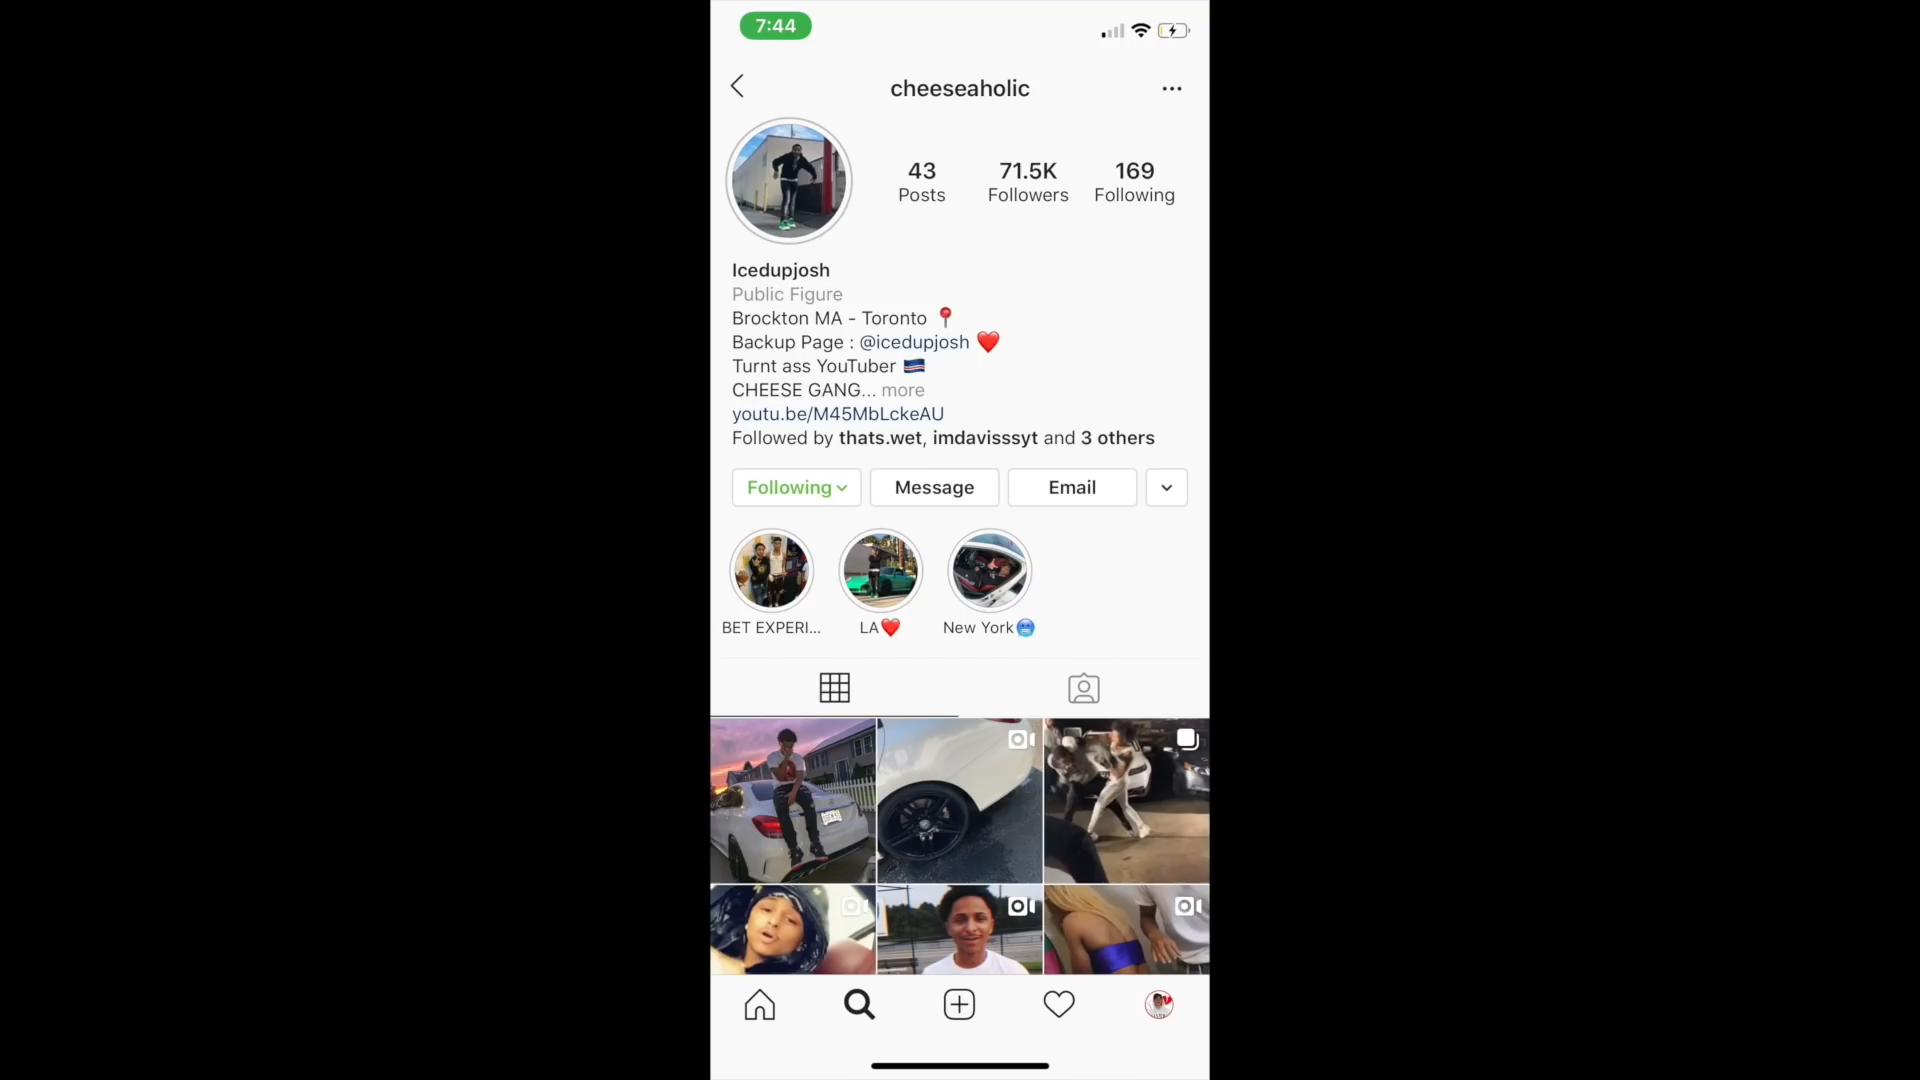 7:44
cheeseaholic
43 71.5K 169
Posts Followers Following
Icedupjosh
Public Figure
Brockton MA - Toronto 📍
Backup Page : @icedupjosh ❤️
Turnt ass YouTuber 🇨🇻
CHEESE GANG... more
youtu.be/M45MbLckeAU
Followed by thats.wet, imdavisssyt and 3 others
Following Message Email
BET EXPERI... LA❤️ New York🥶